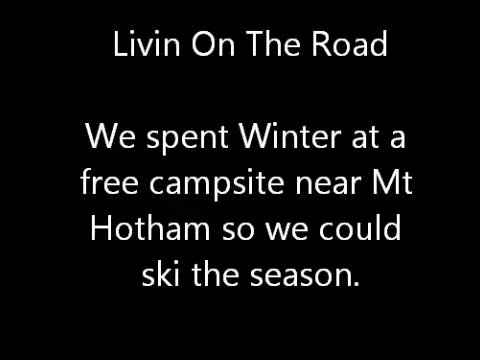 Livin On The Road
We spent Winter at a
free campsite near Mt
Hotham so we could
ski the season.